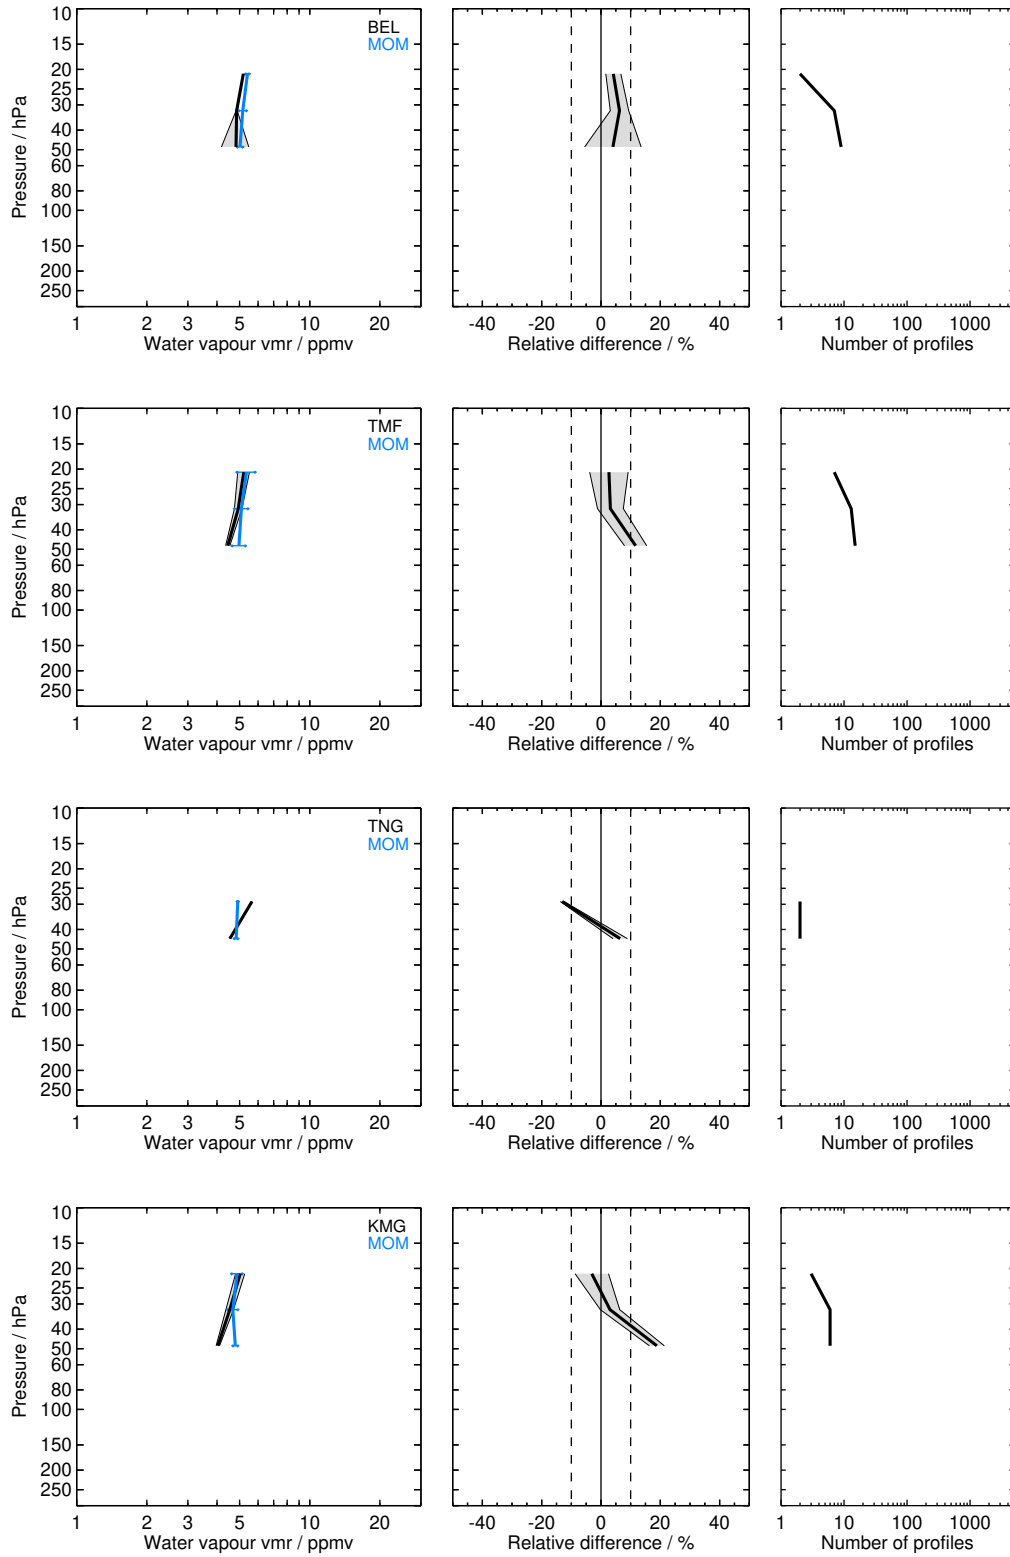 BEL
MOM
10
15
20
25
30
40
50
60
80
100
150
200
250
Pressure / hPa
1 2 3 5 10 20
Water vapour vmr / ppmv
-40 -20 0 20 40
Relative difference / %
1 10 100 1000
Number of profiles
TMF
MOM
10
15
20
25
30
40
50
60
80
100
150
200
250
Pressure / hPa
1 2 3 5 10 20
Water vapour vmr / ppmv
-40 -20 0 20 40
Relative difference / %
1 10 100 1000
Number of profiles
TNG
MOM
10
15
20
25
30
40
50
60
80
100
150
200
250
Pressure / hPa
1 2 3 5 10 20
Water vapour vmr / ppmv
-40 -20 0 20 40
Relative difference / %
1 10 100 1000
Number of profiles
KMG
MOM
10
15
20
25
30
40
50
60
80
100
150
200
250
Pressure / hPa
1 2 3 5 10 20
Water vapour vmr / ppmv
-40 -20 0 20 40
Relative difference / %
1 10 100 1000
Number of profiles